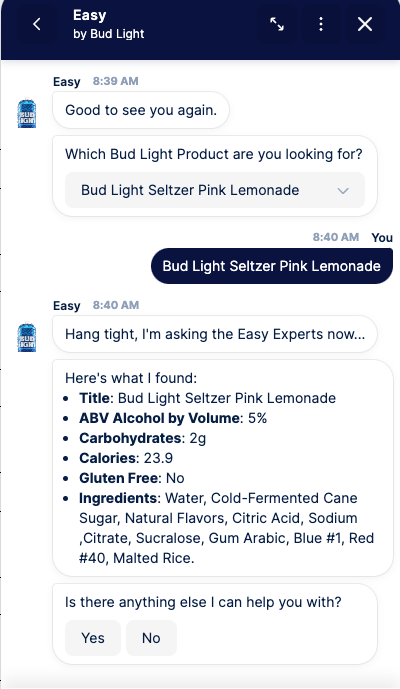 Easy
by Bud Light
Easy 8:39 AM
Good to see you again.
Which Bud Light Product are you looking for?
Bud Light Seltzer Pink Lemonade
8:40 AM You
Bud Light Seltzer Pink Lemonade
Easy 8:40 AM
Hang tight, I'm asking the Easy Experts now...
Here's what I found:
• Title: Bud Light Seltzer Pink Lemonade
• ABV Alcohol by Volume: 5%
• Carbohydrates: 2g
• Calories: 23.9
• Gluten Free: No
• Ingredients: Water, Cold-Fermented Cane
Sugar, Natural Flavors, Citric Acid, Sodium
,Citrate, Sucralose, Gum Arabic, Blue #1, Red
#40, Malted Rice.
Is there anything else I can help you with?
Yes No